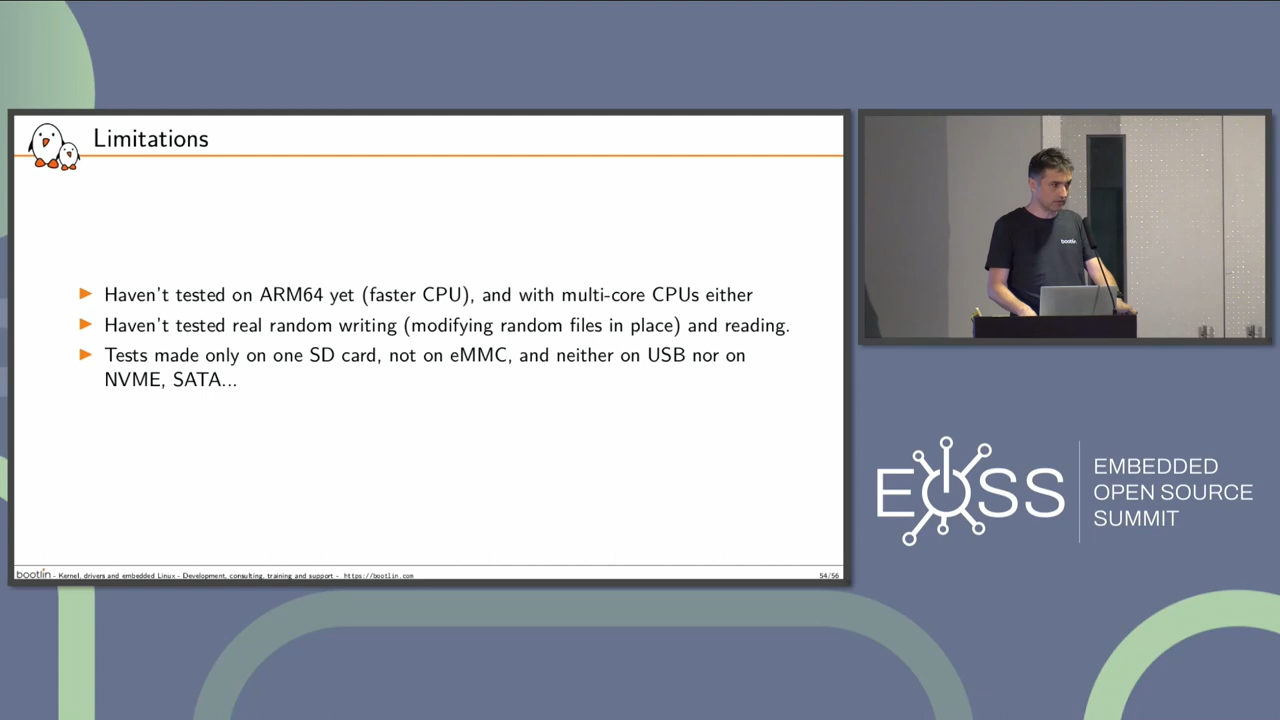 Limitations
▶ Haven't tested on ARM64 yet (faster CPU), and with multi-core CPUs either
▶ Haven't tested real random writing (modifying random files in place) and reading.
▶ Tests made only on one SD card, not on eMMC, and neither on USB nor on
NVME, SATA...
bootlin - Kernel, drivers and embedded Linux - Development, consulting, training and support - https://bootlin.com
54/56
bootlin
EOSS
EMBEDDED
OPEN SOURCE
SUMMIT